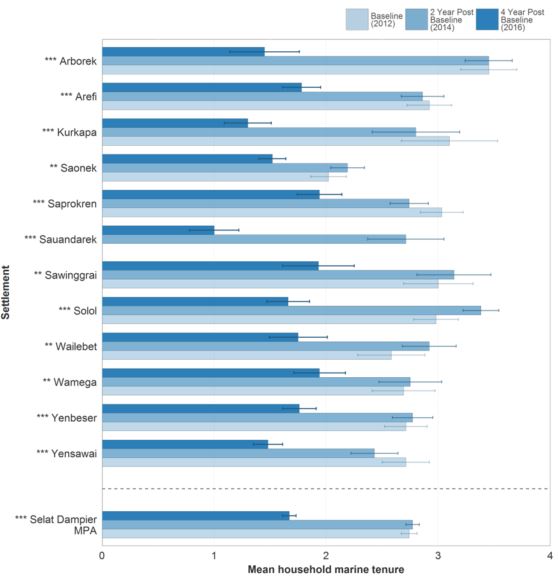 Baseline
(2012)
2 Year Post
Baseline
(2014)
4 Year Post
Baseline
(2016)
*** Arborek
*** Arefi
*** Kurkapa
** Saonek
*** Saprokren
*** Sauandarek
** Sawinggrai
*** Solol
** Wailebet
** Wamega
*** Yenbeser
*** Yensawai
*** Selat Dampier
MPA
Settlement
0 1 2 3 4
Mean household marine tenure